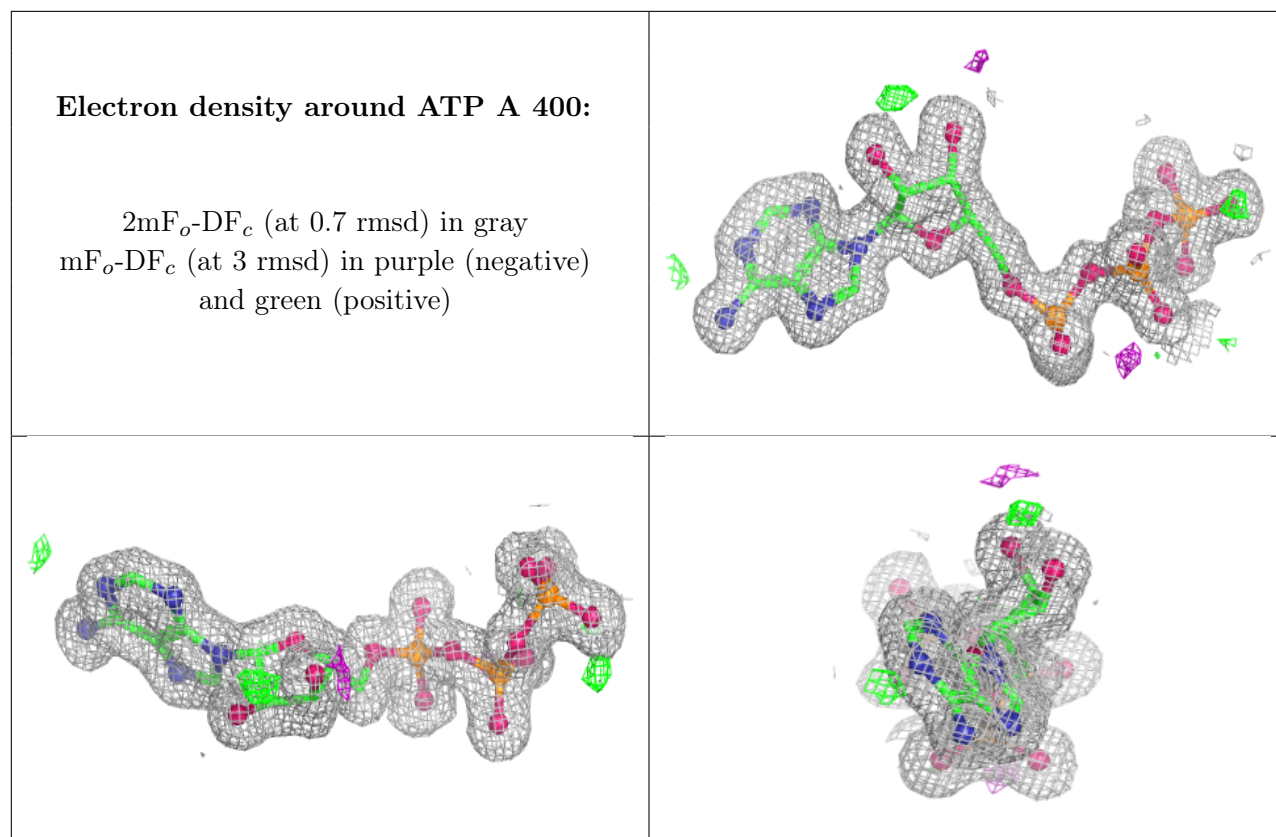 Electron density around ATP A 400:
2mFₒ-DF𝒸 (at 0.7 rmsd) in gray
mFₒ-DF𝒸 (at 3 rmsd) in purple (negative)
and green (positive)